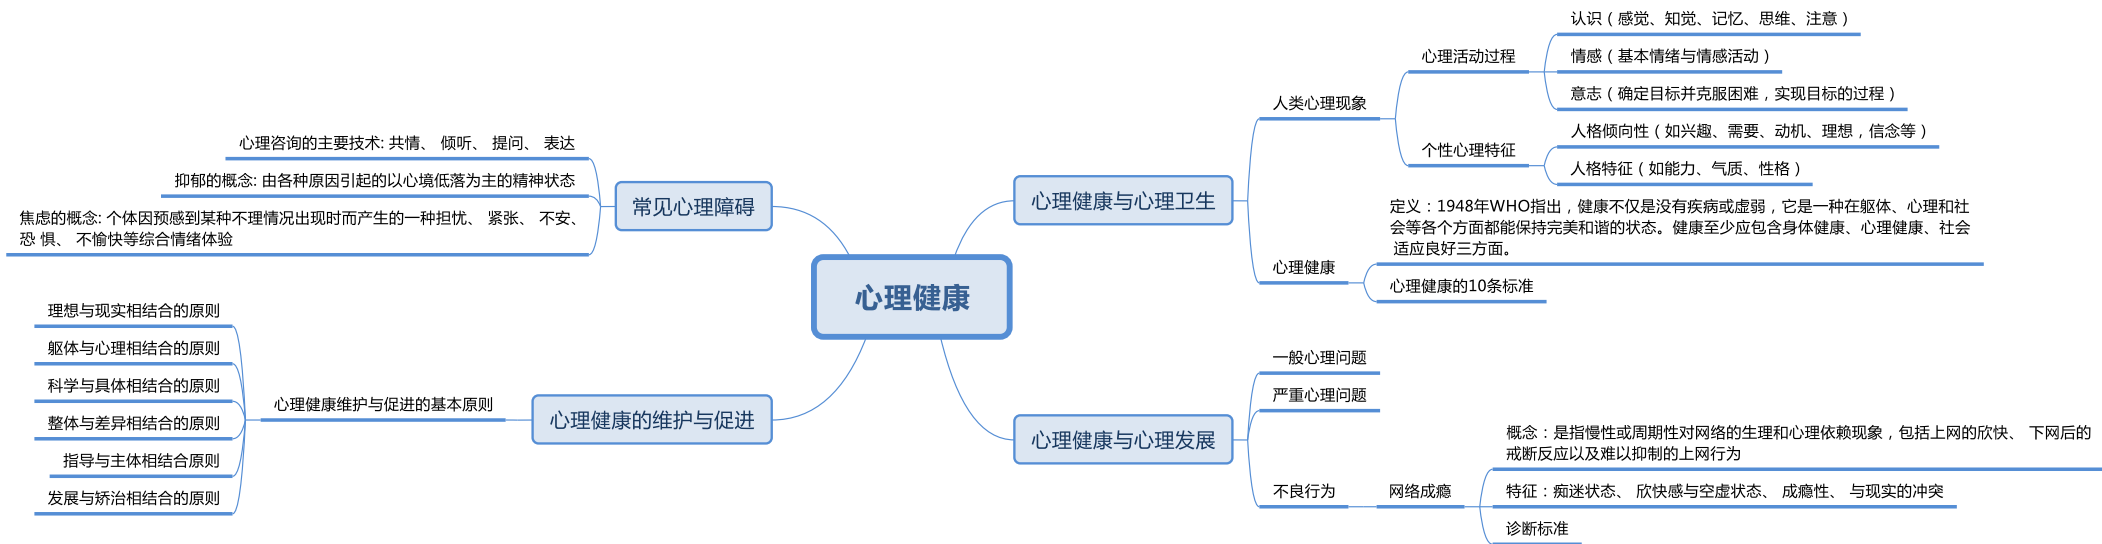 心理健康
心理健康与心理卫生
人类心理现象
心理活动过程
认识（感觉、知觉、记忆、思维、注意）
情感（基本情绪与情感活动）
意志（确定目标并克服困难，实现目标的过程）
个性心理特征
人格倾向性（如兴趣、需要、动机、理想，信念等）
人格特征（如能力、气质、性格）
心理健康
定义：1948年WHO指出，健康不仅是没有疾病或虚弱，它是一种在躯体、心理和社
会等各个方面都能保持完美和谐的状态。健康至少应包含身体健康、心理健康、社会
适应良好三方面。
心理健康的10条标准
心理健康与心理发展
一般心理问题
严重心理问题
不良行为
网络成瘾
概念：是指慢性或周期性对网络的生理和心理依赖现象，包括上网的欣快、 下网后的
戒断反应以及难以抑制的上网行为
特征：痴迷状态、 欣快感与空虚状态、 成瘾性、 与现实的冲突
诊断标准
常见心理障碍
心理咨询的主要技术: 共情、 倾听、 提问、 表达
抑郁的概念: 由各种原因引起的以心境低落为主的精神状态
焦虑的概念: 个体因预感到某种不理情况出现时而产生的一种担忧、 紧张、 不安、
恐 惧、 不愉快等综合情绪体验
心理健康的维护与促进
心理健康维护与促进的基本原则
理想与现实相结合的原则
躯体与心理相结合的原则
科学与具体相结合的原则
整体与差异相结合的原则
指导与主体相结合原则
发展与矫治相结合的原则